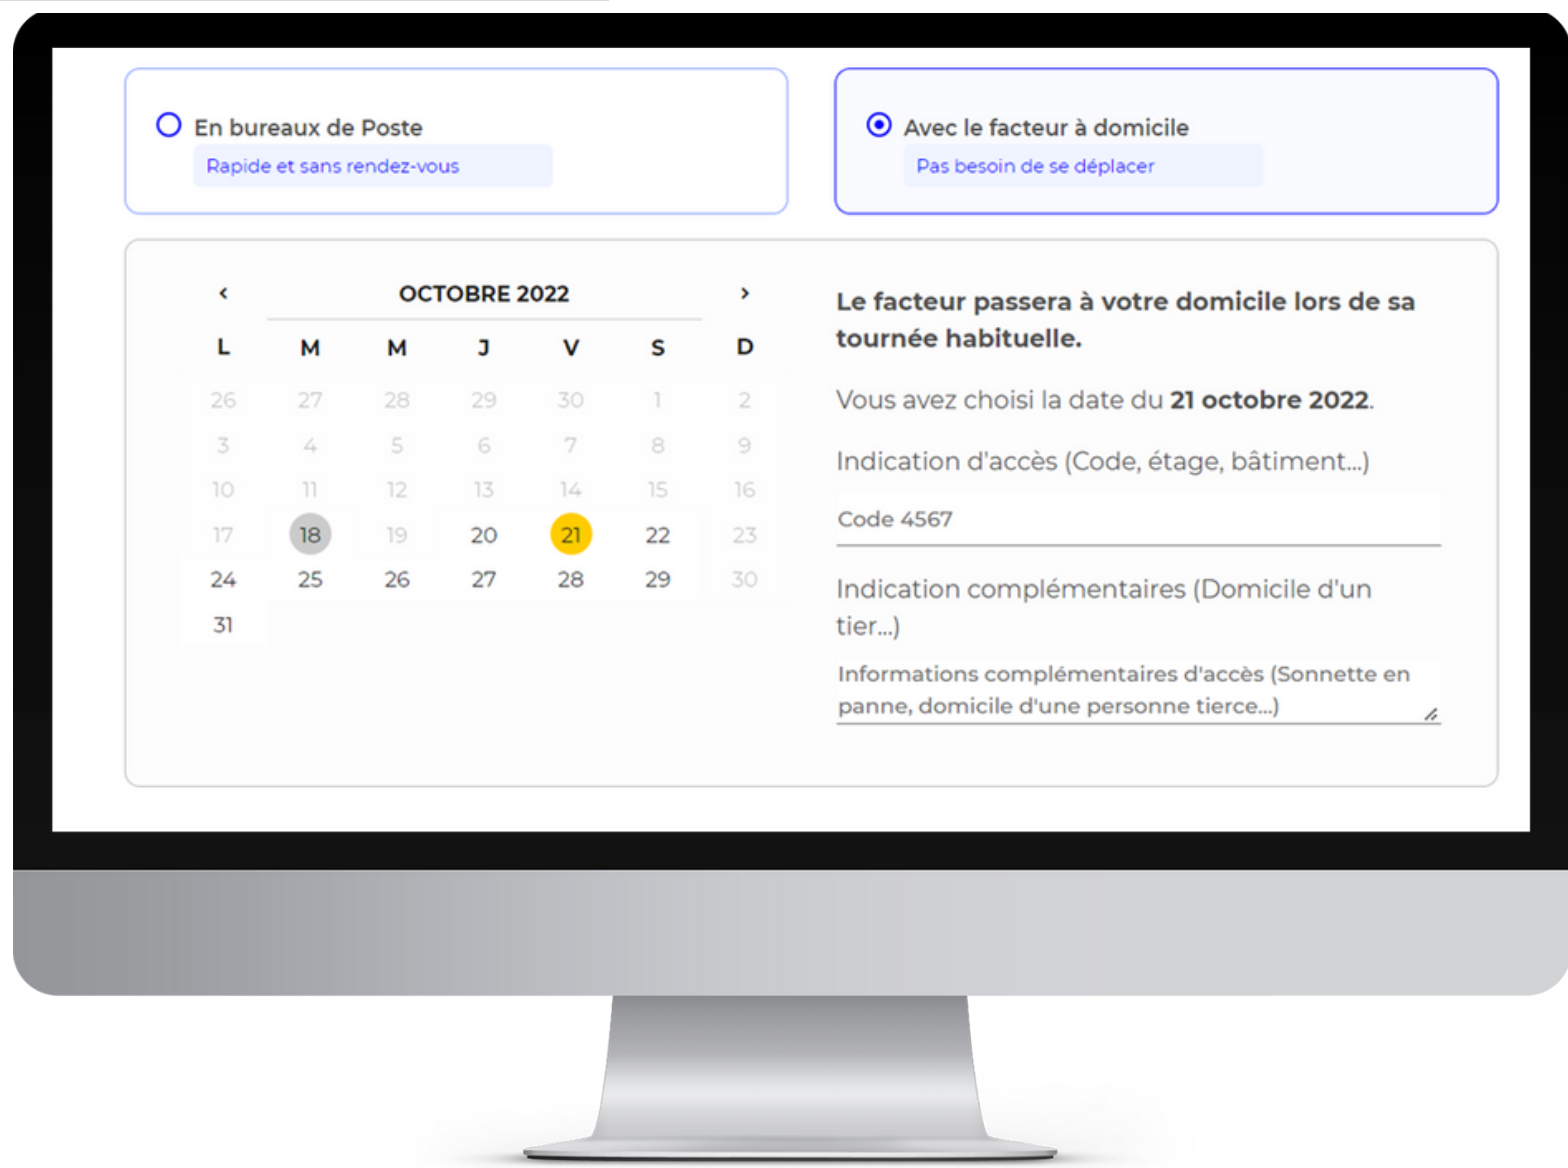 En bureaux de Poste
Rapide et sans rendez-vous
Avec le facteur à domicile
Pas besoin de se déplacer
OCTOBRE 2022
L M M J V S D
26 27 28 29 30 1 2
3 4 5 6 7 8 9
10 11 12 13 14 15 16
17 18 19 20 21 22 23
24 25 26 27 28 29 30
31
Le facteur passera à votre domicile lors de sa
tournée habituelle.
Vous avez choisi la date du 21 octobre 2022.
Indication d'accès (Code, étage, bâtiment...)
Code 4567
Indication complémentaires (Domicile d'un
tier...)
Informations complémentaires d'accès (Sonnette en
panne, domicile d'une personne tierce...)